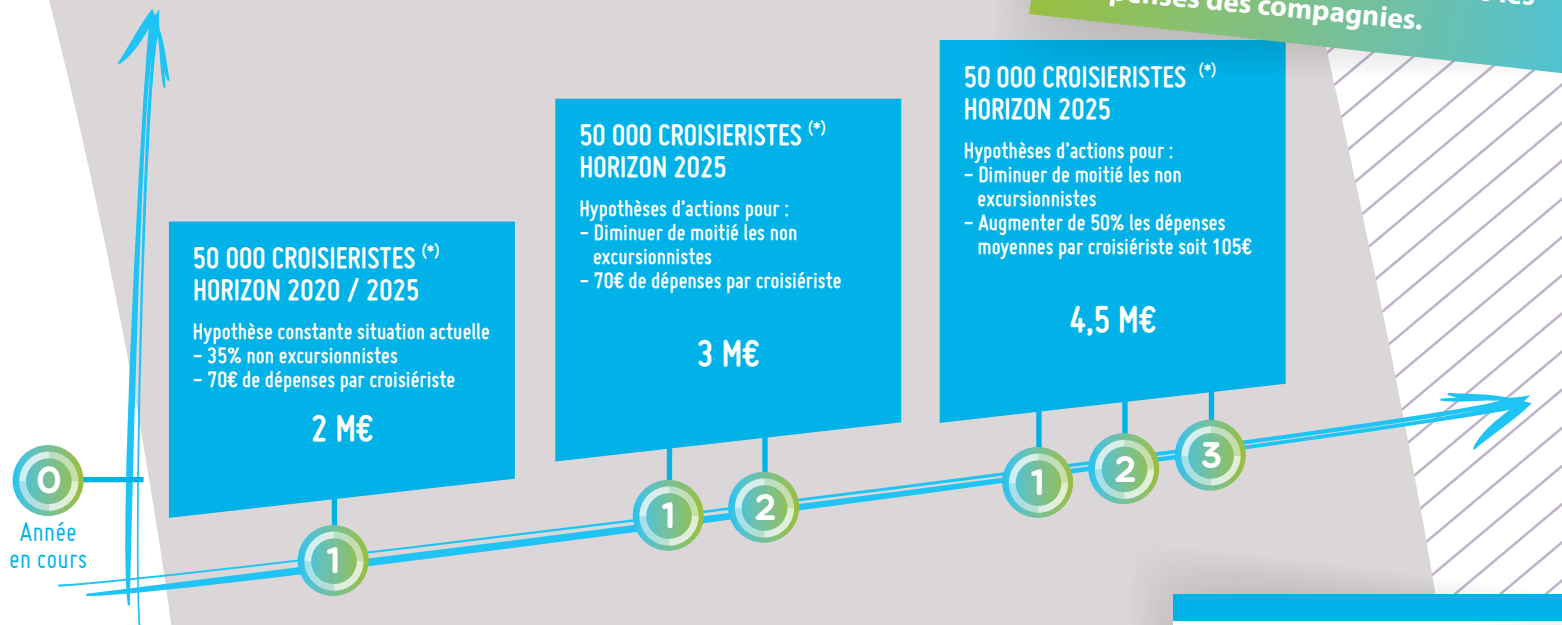 des compagnies.
50 000 CROISIERISTES (*)
HORIZON 2020 / 2025
Hypothèse constante situation actuelle
– 35% non excursionnistes
– 70€ de dépenses par croisiériste
2 M€
50 000 CROISIERISTES (*)
HORIZON 2025
Hypothèses d'actions pour :
– Diminuer de moitié les non
excursionnistes
– 70€ de dépenses par croisiériste
3 M€
50 000 CROISIERISTES (*)
HORIZON 2025
Hypothèses d'actions pour :
– Diminuer de moitié les non
excursionnistes
– Augmenter de 50% les dépenses
moyennes par croisiériste soit 105€
4,5 M€
0
Année
en cours
1
1
2
1
2
3